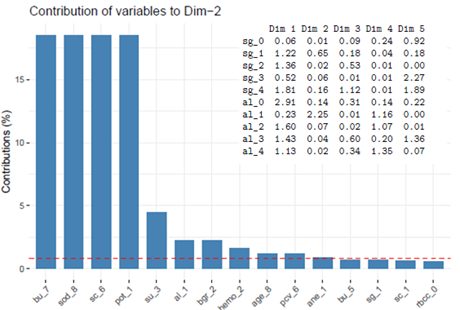 Contribution of variables to Dim−2
Dim 1 Dim 2 Dim 3 Dim 4 Dim 5
sg_0 0.06 0.01 0.09 0.24 0.92
sg_1 1.22 0.65 0.18 0.04 0.18
sg_2 1.36 0.02 0.53 0.01 0.00
sg_3 0.52 0.06 0.01 0.01 2.27
sg_4 1.81 0.16 1.12 0.01 1.89
al_0 2.91 0.14 0.31 0.14 0.22
al_1 0.23 2.25 0.01 1.16 0.00
al_2 1.60 0.07 0.02 1.07 0.01
al_3 1.43 0.04 0.60 0.20 1.36
al_4 1.13 0.02 0.34 1.35 0.07
Contributions (%)
15
10
5
0
bu_7 sod_8 sc_6 pot_1 su_3 al_1 bgr_2 hemo_2 age_8 pcv_6 ane_1 bu_5 sg_1 sc_1 rbcc_0